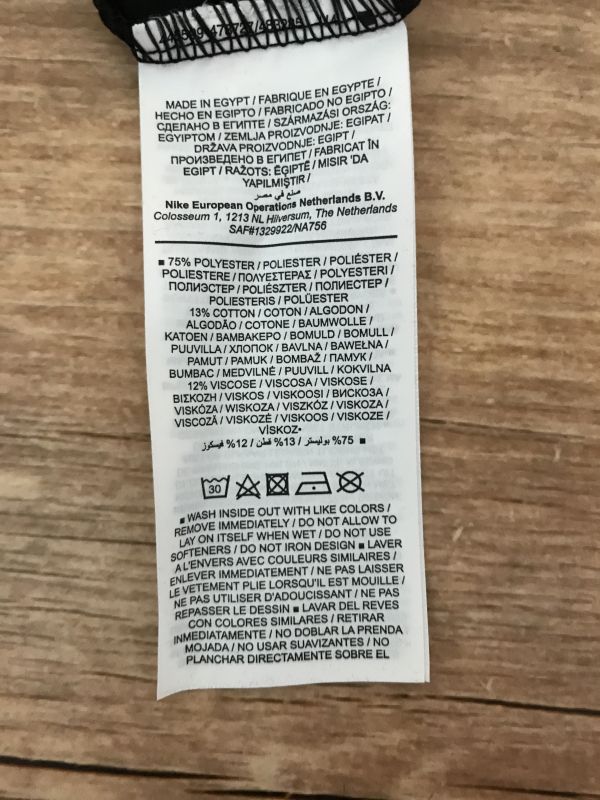 MADE IN EGYPT / FABRIQUE EN EGYPTE /
HECHO EN EGIPTO / FABRICADO NO EGIPTO /
СДЕЛАНО В ЕГИПТЕ / SZÁRMAZÁSI ORSZÁG:
EGYIPTOM / ZEMLJA PROIZVODNJE: EGIPAT /
DRŽAVA PROIZVODNJE: EGIPT /
ПРОИЗВЕДЕНО В ЕГИПЕТ / FABRICAT ÎN
EGIPT / RAŽOTS: ĒĢIPTĒ / MISIR 'DA
YAPILMIŞTIR /
صنع في مصر
Nike European Operations Netherlands B.V.
Colosseum 1, 1213 NL Hilversum, The Netherlands
SAF#1329922/NA756
■ 75% POLYESTER / POLIESTER / POLIÉSTER /
POLIESTERE / ΠΟΛΥΕΣΤΕΡΑΣ / POLYESTERI /
ПОЛИЭСТЕР / POLIÉSZTER / ПОЛИЕСТЕР /
POLIESTERIS / POLÜESTER
13% COTTON / COTON / ALGODON /
ALGODÃO / COTONE / BAUMWOLLE /
KATOEN / ΒΑΜΒΑΚΕΡΟ / BOMULD / BOMULL /
PUUVILLA / ХЛОПОК / BAVLNA / BAWEŁNA /
PAMUT / PAMUK / BOMBAŽ / ПАМУК /
BUMBAC / MEDVILNĖ / PUUVILL / KOKVILNA
12% VISCOSE / VISCOSA / VISKOSE /
ΒΙΣΚΟΖΗ / VISKOS / VISKOOSI / ВИСКОЗА /
VISKÓZA / WISKOZA / VISZKÓZ / VISKOZA /
VISCOZĂ / VISKOZĖ / VISKOOS / VISKOZE /
VİSKOZ•
■ 75% بوليستر / 13% قطن / 12% فيسكوز
30
■ WASH INSIDE OUT WITH LIKE COLORS /
REMOVE IMMEDIATELY / DO NOT ALLOW TO
LAY ON ITSELF WHEN WET / DO NOT USE
SOFTENERS / DO NOT IRON DESIGN ■ LAVER
A L'ENVERS AVEC COULEURS SIMILAIRES /
ENLEVER IMMEDIATEMENT / NE PAS LAISSER
LE VETEMENT PLIE LORSQU'IL EST MOUILLE /
NE PAS UTILISER D'ADOUCISSANT / NE PAS
REPASSER LE DESSIN ■ LAVAR DEL REVES
CON COLORES SIMILARES / RETIRAR
INMEDIATAMENTE / NO DOBLAR LA PRENDA
MOJADA / NO USAR SUAVIZANTES / NO
PLANCHAR DIRECTAMENTE SOBRE EL